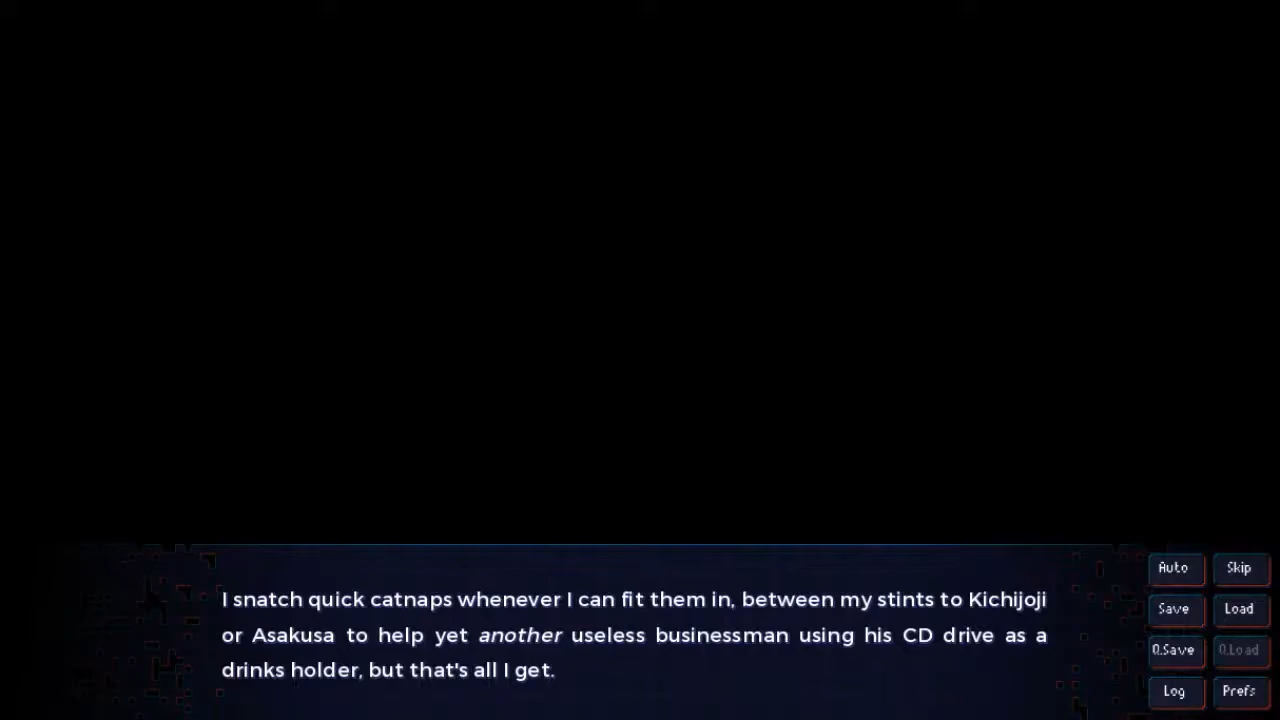 I snatch quick catnaps whenever I can fit them in, between my stints to Kichijoji
or Asakusa to help yet another useless businessman using his CD drive as a
drinks holder, but that's all I get.
Auto Skip
Save Load
Q.Save Q.Load
Log Prefs